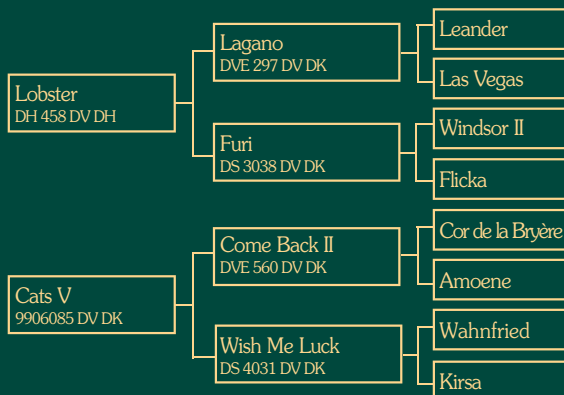 Lobster
DH 458 DV DH
Lagano
DVE 297 DV DK
Leander
Las Vegas
Furi
DS 3038 DV DK
Windsor II
Flicka
Cats V
9906085 DV DK
Come Back II
DVE 560 DV DK
Cor de la Bryère
Amoene
Wish Me Luck
DS 4031 DV DK
Wahnfried
Kirsa